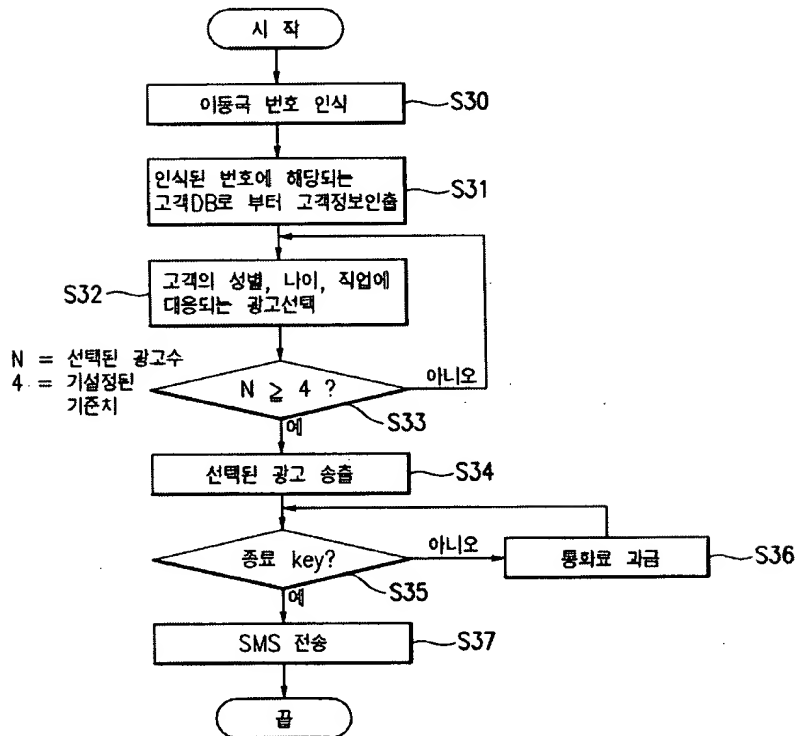 시 작
이동국 번호 인식
S30
인식된 번호에 해당되는
고객DB로 부터 고객정보인출
S31
S32
고객의 성별, 나이, 직업에
대응되는 광고선택
N = 선택된 광고수
4 = 기설정된
기준치
N ≧ 4 ?
아니오
S33
예
선택된 광고 송출
S34
종료 key?
아니오
통화료 과금
S36
S35
예
SMS 전송
S37
끝